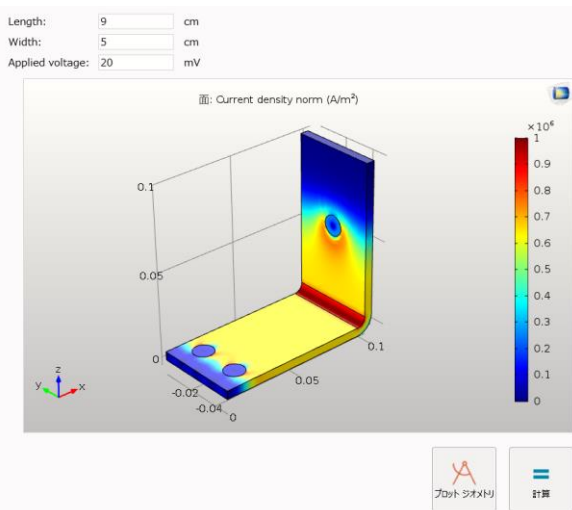 Length: 9 cm
Width: 5 cm
Applied voltage: 20 mV
面: Current density norm (A/m²)
×10⁶
1
0.9
0.8
0.7
0.6
0.5
0.4
0.3
0.2
0.1
0
0.1
0.05
0
0.1
0.05
0
-0.02
-0.04
z
y
x
プロット ジオメトリ
計算